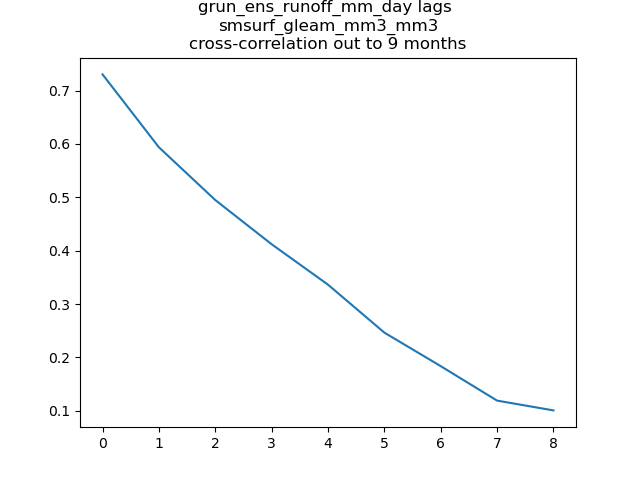 grun_ens_runoff_mm_day lags
smsurf_gleam_mm3_mm3
cross-correlation out to 9 months
0.7
0.6
0.5
0.4
0.3
0.2
0.1
0 1 2 3 4 5 6 7 8